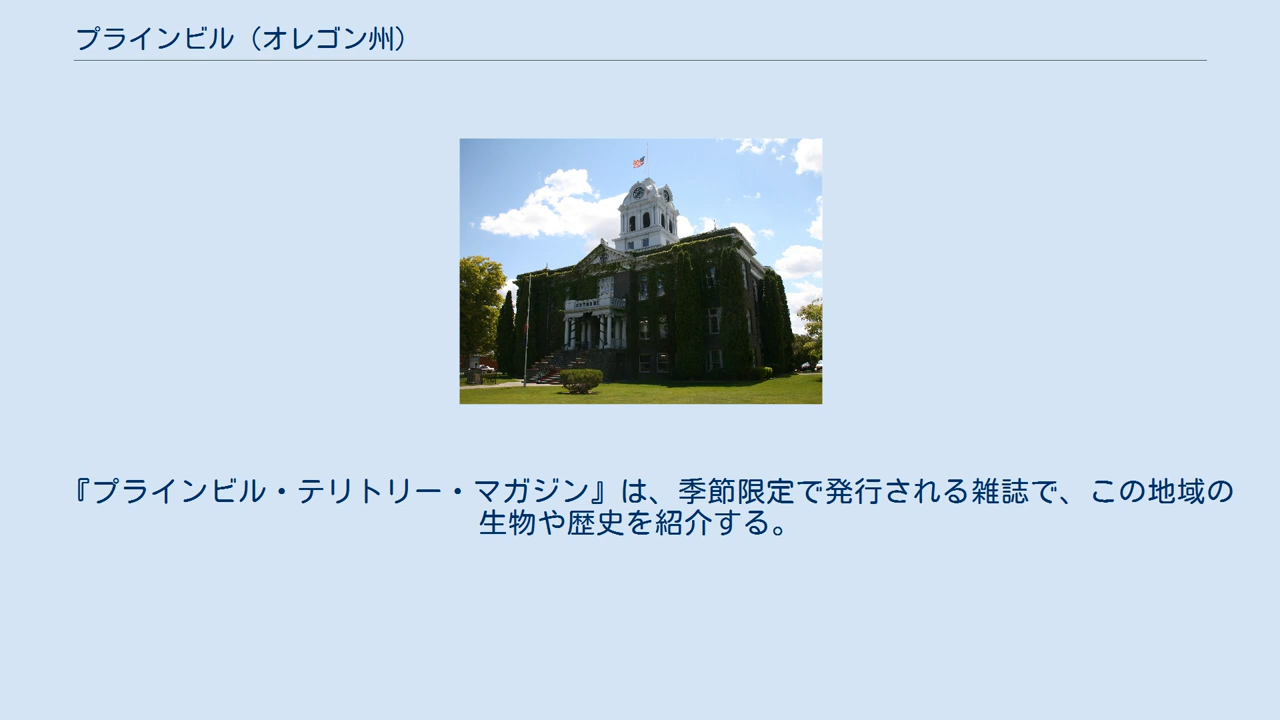 プラインビル（オレゴン州）
『プラインビル・テリトリー・マガジン』は、季節限定で発行される雑誌で、この地域の
生物や歴史を紹介する。